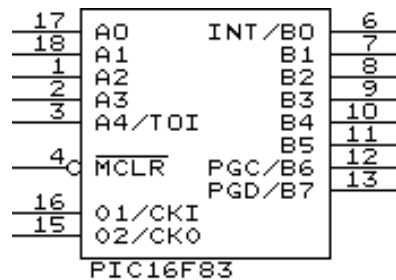 17 A0 INT/B0 6
18 A1 B1 7
1 A2 B2 8
2 A3 B3 9
3 A4/TOI B4 10
B5 11
4 MCLR PGC/B6 12
PGD/B7 13
16 O1/CKI
15 O2/CKO
PIC16F83